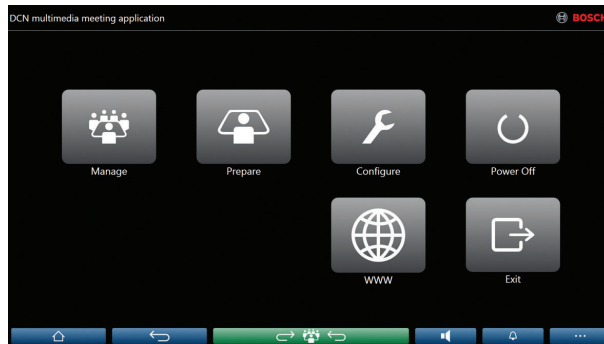 DCN multimedia meeting application
BOSCH
Manage
Prepare
Configure
Power Off
WWW
Exit